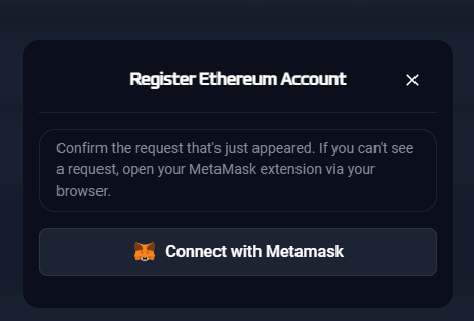 Register Ethereum Account
Confirm the request that's just appeared. If you can't see
a request, open your MetaMask extension via your
browser.
Connect with Metamask